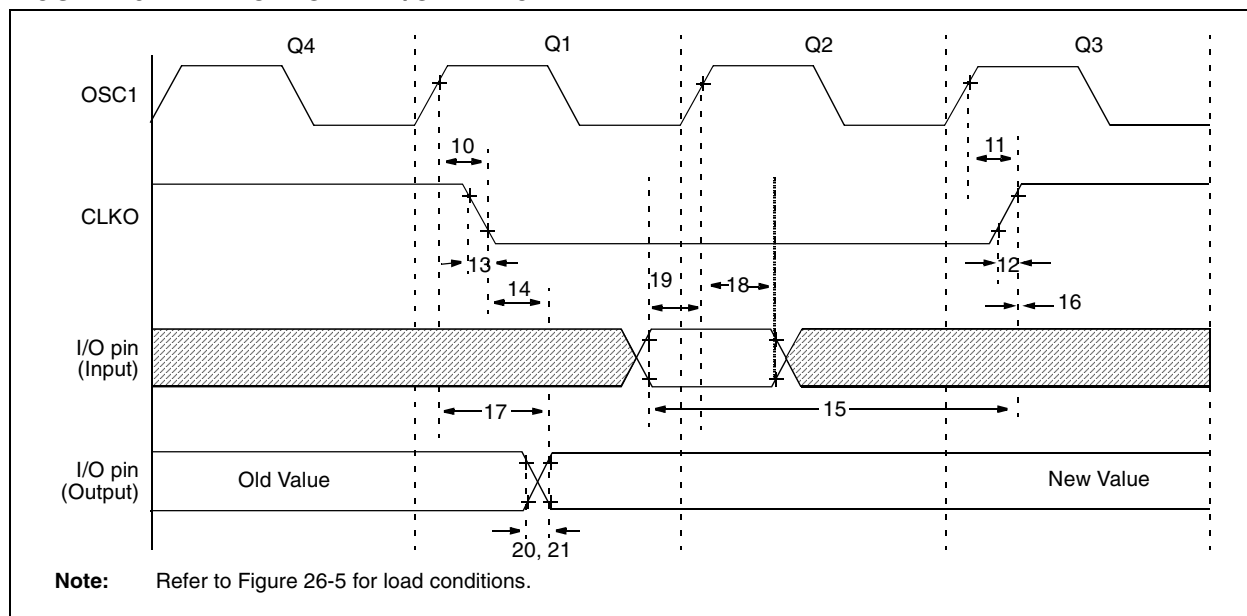 Q4 Q1 Q2 Q3
OSC1
10 11
CLKO
13 12
14 19 18 16
I/O pin
(Input)
17 15
I/O pin
(Output)
Old Value New Value
20, 21
Note: Refer to Figure 26-5 for load conditions.